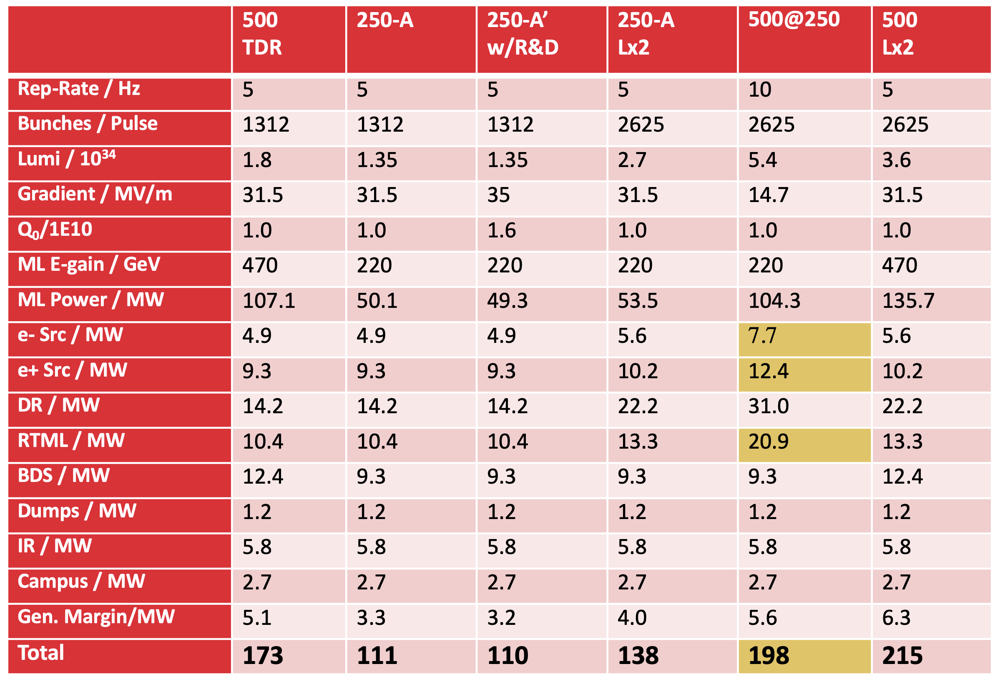 500 TDR 250-A 250-A’ w/R&D 250-A Lx2 500@250 500 Lx2
Rep-Rate / Hz 5 5 5 5 10 5
Bunches / Pulse 1312 1312 1312 2625 2625 2625
Lumi / 10³⁴ 1.8 1.35 1.35 2.7 5.4 3.6
Gradient / MV/m 31.5 31.5 35 31.5 14.7 31.5
Q₀/1E10 1.0 1.0 1.6 1.0 1.0 1.0
ML E-gain / GeV 470 220 220 220 220 470
ML Power / MW 107.1 50.1 49.3 53.5 104.3 135.7
e- Src / MW 4.9 4.9 4.9 5.6 7.7 5.6
e+ Src / MW 9.3 9.3 9.3 10.2 12.4 10.2
DR / MW 14.2 14.2 14.2 22.2 31.0 22.2
RTML / MW 10.4 10.4 10.4 13.3 20.9 13.3
BDS / MW 12.4 9.3 9.3 9.3 9.3 12.4
Dumps / MW 1.2 1.2 1.2 1.2 1.2 1.2
IR / MW 5.8 5.8 5.8 5.8 5.8 5.8
Campus / MW 2.7 2.7 2.7 2.7 2.7 2.7
Gen. Margin/MW 5.1 3.3 3.2 4.0 5.6 6.3
Total 173 111 110 138 198 215